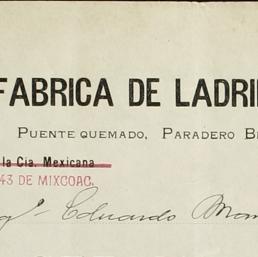 FABRICA DE LADRI
PUENTE QUEMADO, PARADERO B
la Cia. Mexicana
43 DE MIXCOAC.
Eduardo